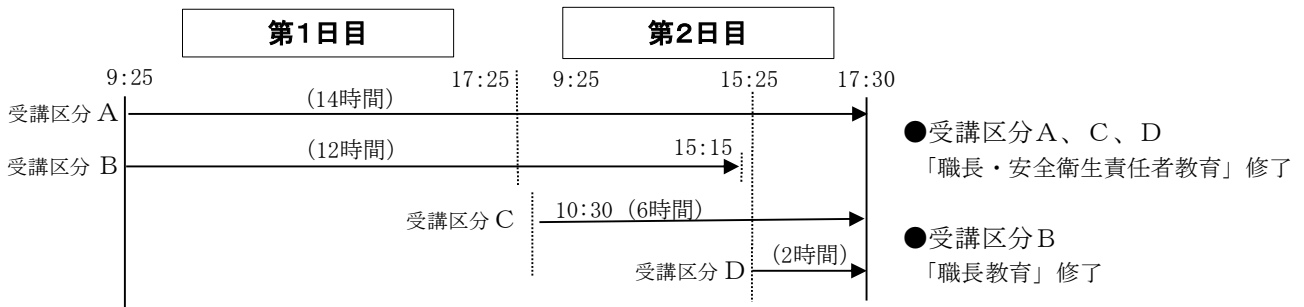 第1日目
第2日目
9:25
17:25
9:25
15:25
17:30
受講区分 A
(14時間)
受講区分 B
(12時間)
15:15
受講区分 C
10:30 (6時間)
受講区分 D
(2時間)
●受講区分A、C、D
「職長・安全衛生責任者教育」修了
●受講区分B
「職長教育」修了